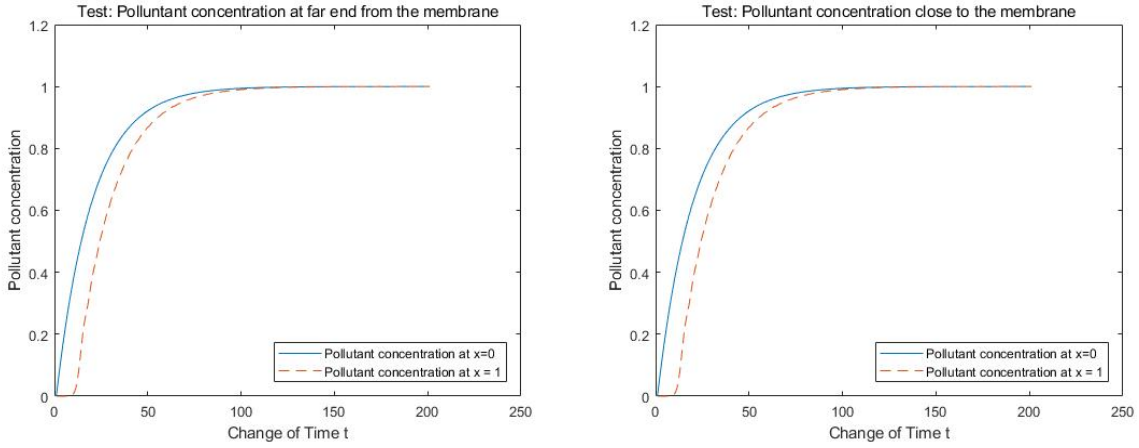 Test: Polluntant concentration at far end from the membrane
1.2
1
0.8
0.6
0.4
0.2
0
Pollutant concentration
0 50 100 150 200 250
Change of Time t
Pollutant concentration at x=0
Pollutant concentration at x = 1
Test: Polluntant concentration close to the membrane
1.2
1
0.8
0.6
0.4
0.2
0
Pollutant concentration
0 50 100 150 200 250
Change of Time t
Pollutant concentration at x=0
Pollutant concentration at x = 1